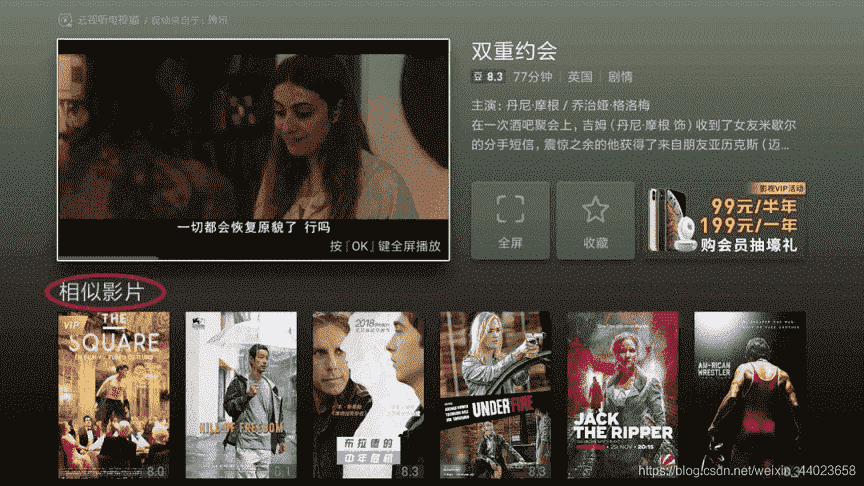 云视听电视猫 / 视频来自于：腾讯
双重约会
豆 8.3 77分钟 英国 剧情
主演：丹尼·摩根 / 乔治娅·格洛梅
在一次酒吧聚会上，吉姆（丹尼·摩根 饰）收到了女友米歇尔
的分手短信，震惊之余的他获得了来自朋友亚历克斯（迈...
一切都会恢复原貌了 行吗
按「OK」键全屏播放
全屏
收藏
影视VIP活动
99元/半年
199元/一年
购会员抽壕礼
相似影片
VIP
THE
SQUARE
8.0
HILL OF FREEDOM
2018
布拉德的
中年危机
8.3
UNDER FIRE
8.3
JACK
THE RIPPER
25. NOV • 20:15
AMERICAN
WRESTLER
https://blog.csdn.net/weixin_44023658